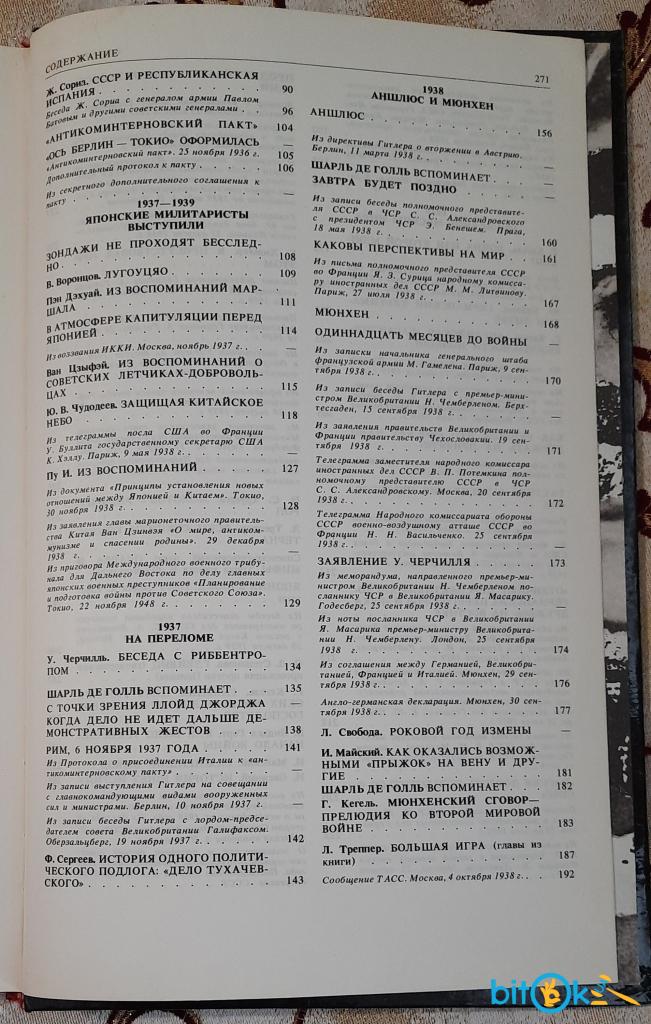 СОДЕРЖАНИЕ
271
Ж. Сориа. СССР И РЕСПУБЛИКАНСКАЯ
ИСПАНИЯ . . . . . . . . . . 90
Беседа Ж. Сориа с генералом армии Павлом
Батовым и другими советскими генералами . . 96
«АНТИКОМИНТЕРНОВСКИЙ ПАКТ» 104
«ОСЬ БЕРЛИН — ТОКИО» ОФОРМИЛАСЬ —
«Антикоминтерновский пакт». 25 ноября 1936 г. 105
Дополнительный протокол к пакту . . . . 106
Из секретного дополнительного соглашения к
пакту . . . . . . . . . . —
1937—1939
ЯПОНСКИЕ МИЛИТАРИСТЫ
ВЫСТУПИЛИ
ЗОНДАЖИ НЕ ПРОХОДЯТ БЕССЛЕД-
НО . . . . . . . . . . 108
В. Воронцов. ЛУГОУЦЯО . . . . . 109
Пэн Дэхуай. ИЗ ВОСПОМИНАНИЙ МАР-
ШАЛА . . . . . . . . . . 111
В АТМОСФЕРЕ КАПИТУЛЯЦИИ ПЕРЕД
ЯПОНИЕЙ . . . . . . . . . . 114
Из воззвания ИККИ. Москва, ноябрь 1937 г. . . —
Ван Цзыфэй. ИЗ ВОСПОМИНАНИЙ О
СОВЕТСКИХ ЛЕТЧИКАХ-ДОБРОВОЛЬ-
ЦАХ . . . . . . . . . . 115
Ю. В. Чудодеев. ЗАЩИЩАЯ КИТАЙСКОЕ
НЕБО . . . . . . . . . . 118
Из телеграммы посла США во Франции
У. Буллита государственному секретарю США
К. Хэллу. Париж, 9 мая 1938 г. . . . . —
Пу И. ИЗ ВОСПОМИНАНИЙ . . . . . 127
Из документа «Принципы установления новых
отношений между Японией и Китаем». Токио,
30 ноября 1938 г. . . . . . . . 128
Из заявления главы марионеточного правитель-
ства Китая Ван Цзинвэя «О мире, антиком-
мунизме и спасении родины». 29 декабря
1938 г. . . . . . . . . . —
Из приговора Международного военного трибу-
нала для Дальнего Востока по делу главных
японских военных преступников «Планирование
и подготовка войны против Советского Союза».
Токио, 22 ноября 1948 г. . . . . . 129
1937
НА ПЕРЕЛОМЕ
У. Черчилль. БЕСЕДА С РИББЕНТРО-
ПОМ . . . . . . . . . . 134
ШАРЛЬ ДЕ ГОЛЛЬ ВСПОМИНАЕТ . . . 135
С ТОЧКИ ЗРЕНИЯ ЛЛОЙД ДЖОРДЖА —
КОГДА ДЕЛО НЕ ИДЕТ ДАЛЬШЕ ДЕ-
МОНСТРАТИВНЫХ ЖЕСТОВ . . . . . 138
РИМ, 6 НОЯБРЯ 1937 ГОДА . . . . . 141
Из Протокола о присоединении Италии к «ан-
тикоминтерновскому пакту» . . . . . —
Из записи выступления Гитлера на совещании
с главнокомандующими видами вооруженных
сил и министрами. Берлин, 10 ноября 1937 г. . —
Из записи беседы Гитлера с лордом-предсе-
дателем совета Великобритании Галифаксом.
Оберзальцберг, 19 ноября 1937 г. . . . . 142
Ф. Сергеев. ИСТОРИЯ ОДНОГО ПОЛИТИ-
ЧЕСКОГО ПОДЛОГА: «ДЕЛО ТУХАЧЕВ-
СКОГО» . . . . . . . . . . 143
1938
АНШЛЮС И МЮНХЕН
АНШЛЮС . . . . . . . . . . 156
Из директивы Гитлера о вторжении в Австрию.
Берлин, 11 марта 1938 г. . . . . . —
ШАРЛЬ ДЕ ГОЛЛЬ ВСПОМИНАЕТ . . . —
ЗАВТРА БУДЕТ ПОЗДНО . . . . . —
Из записи беседы полномочного представите-
ля СССР в ЧСР С. С. Александровского
с президентом ЧСР Э. Бенешем. Прага,
18 мая 1938 г. . . . . . . . . 160
КАКОВЫ ПЕРСПЕКТИВЫ НА МИР . . . 161
Из письма полномочного представителя СССР
во Франции Я. З. Сурица народному комисса-
ру иностранных дел СССР М. М. Литвинову.
Париж, 27 июля 1938 г. . . . . . 167
МЮНХЕН . . . . . . . . . . 168
ОДИННАДЦАТЬ МЕСЯЦЕВ ДО ВОЙНЫ —
Из записки начальника генерального штаба
французской армии М. Гамелена. Париж, 9 сен-
тября 1938 г. . . . . . . . . 170
Из записи беседы Гитлера с премьер-мини-
стром Великобритании Н. Чемберленом. Берх-
тесгаден, 15 сентября 1938 г. . . . . —
Из заявления правительств Великобритании и
Франции правительству Чехословакии. 19 сен-
тября 1938 г. . . . . . . . . 171
Телеграмма заместителя народного комиссара
иностранных дел СССР В. П. Потемкина пол-
номочному представителю СССР в ЧСР
С. С. Александровскому. Москва, 20 сентября
1938 г. . . . . . . . . . 172
Телеграмма Народного комиссариата обороны
СССР военно-воздушному атташе СССР во
Франции Н. Н. Васильченко. 25 сентября
1938 г. . . . . . . . . . —
ЗАЯВЛЕНИЕ У. ЧЕРЧИЛЛЯ . . . . . 173
Из меморандума, направленного премьер-ми-
нистром Великобритании Н. Чемберленом по-
сланнику ЧСР в Великобритании Я. Масарику.
Годесберг, 25 сентября 1938 г. . . . . —
Из ноты посланника ЧСР в Великобритании
Я. Масарика премьер-министру Великобрита-
нии Н. Чемберлену. Лондон, 25 сентября
1938 г. . . . . . . . . . 174
Из соглашения между Германией, Великобри-
танией, Францией и Италией. Мюнхен, 29 сен-
тября 1938 г. . . . . . . . . 176
Англо-германская декларация. Мюнхен, 30 сен-
тября 1938 г. . . . . . . . . 177
Л. Свобода. РОКОВОЙ ГОД ИЗМЕНЫ —
И. Майский. КАК ОКАЗАЛИСЬ ВОЗМОЖ-
НЫМИ «ПРЫЖОК» НА ВЕНУ И ДРУ-
ГИЕ . . . . . . . . . . 181
ШАРЛЬ ДЕ ГОЛЛЬ ВСПОМИНАЕТ . . . 182
Г. Кегель. МЮНХЕНСКИЙ СГОВОР—
ПРЕЛЮДИЯ КО ВТОРОЙ МИРОВОЙ
ВОЙНЕ . . . . . . . . . . 183
Л. Треппер. БОЛЬШАЯ ИГРА (главы из
книги) . . . . . . . . . . 187
Сообщение ТАСС. Москва, 4 октября 1938 г. . . 192
bitok